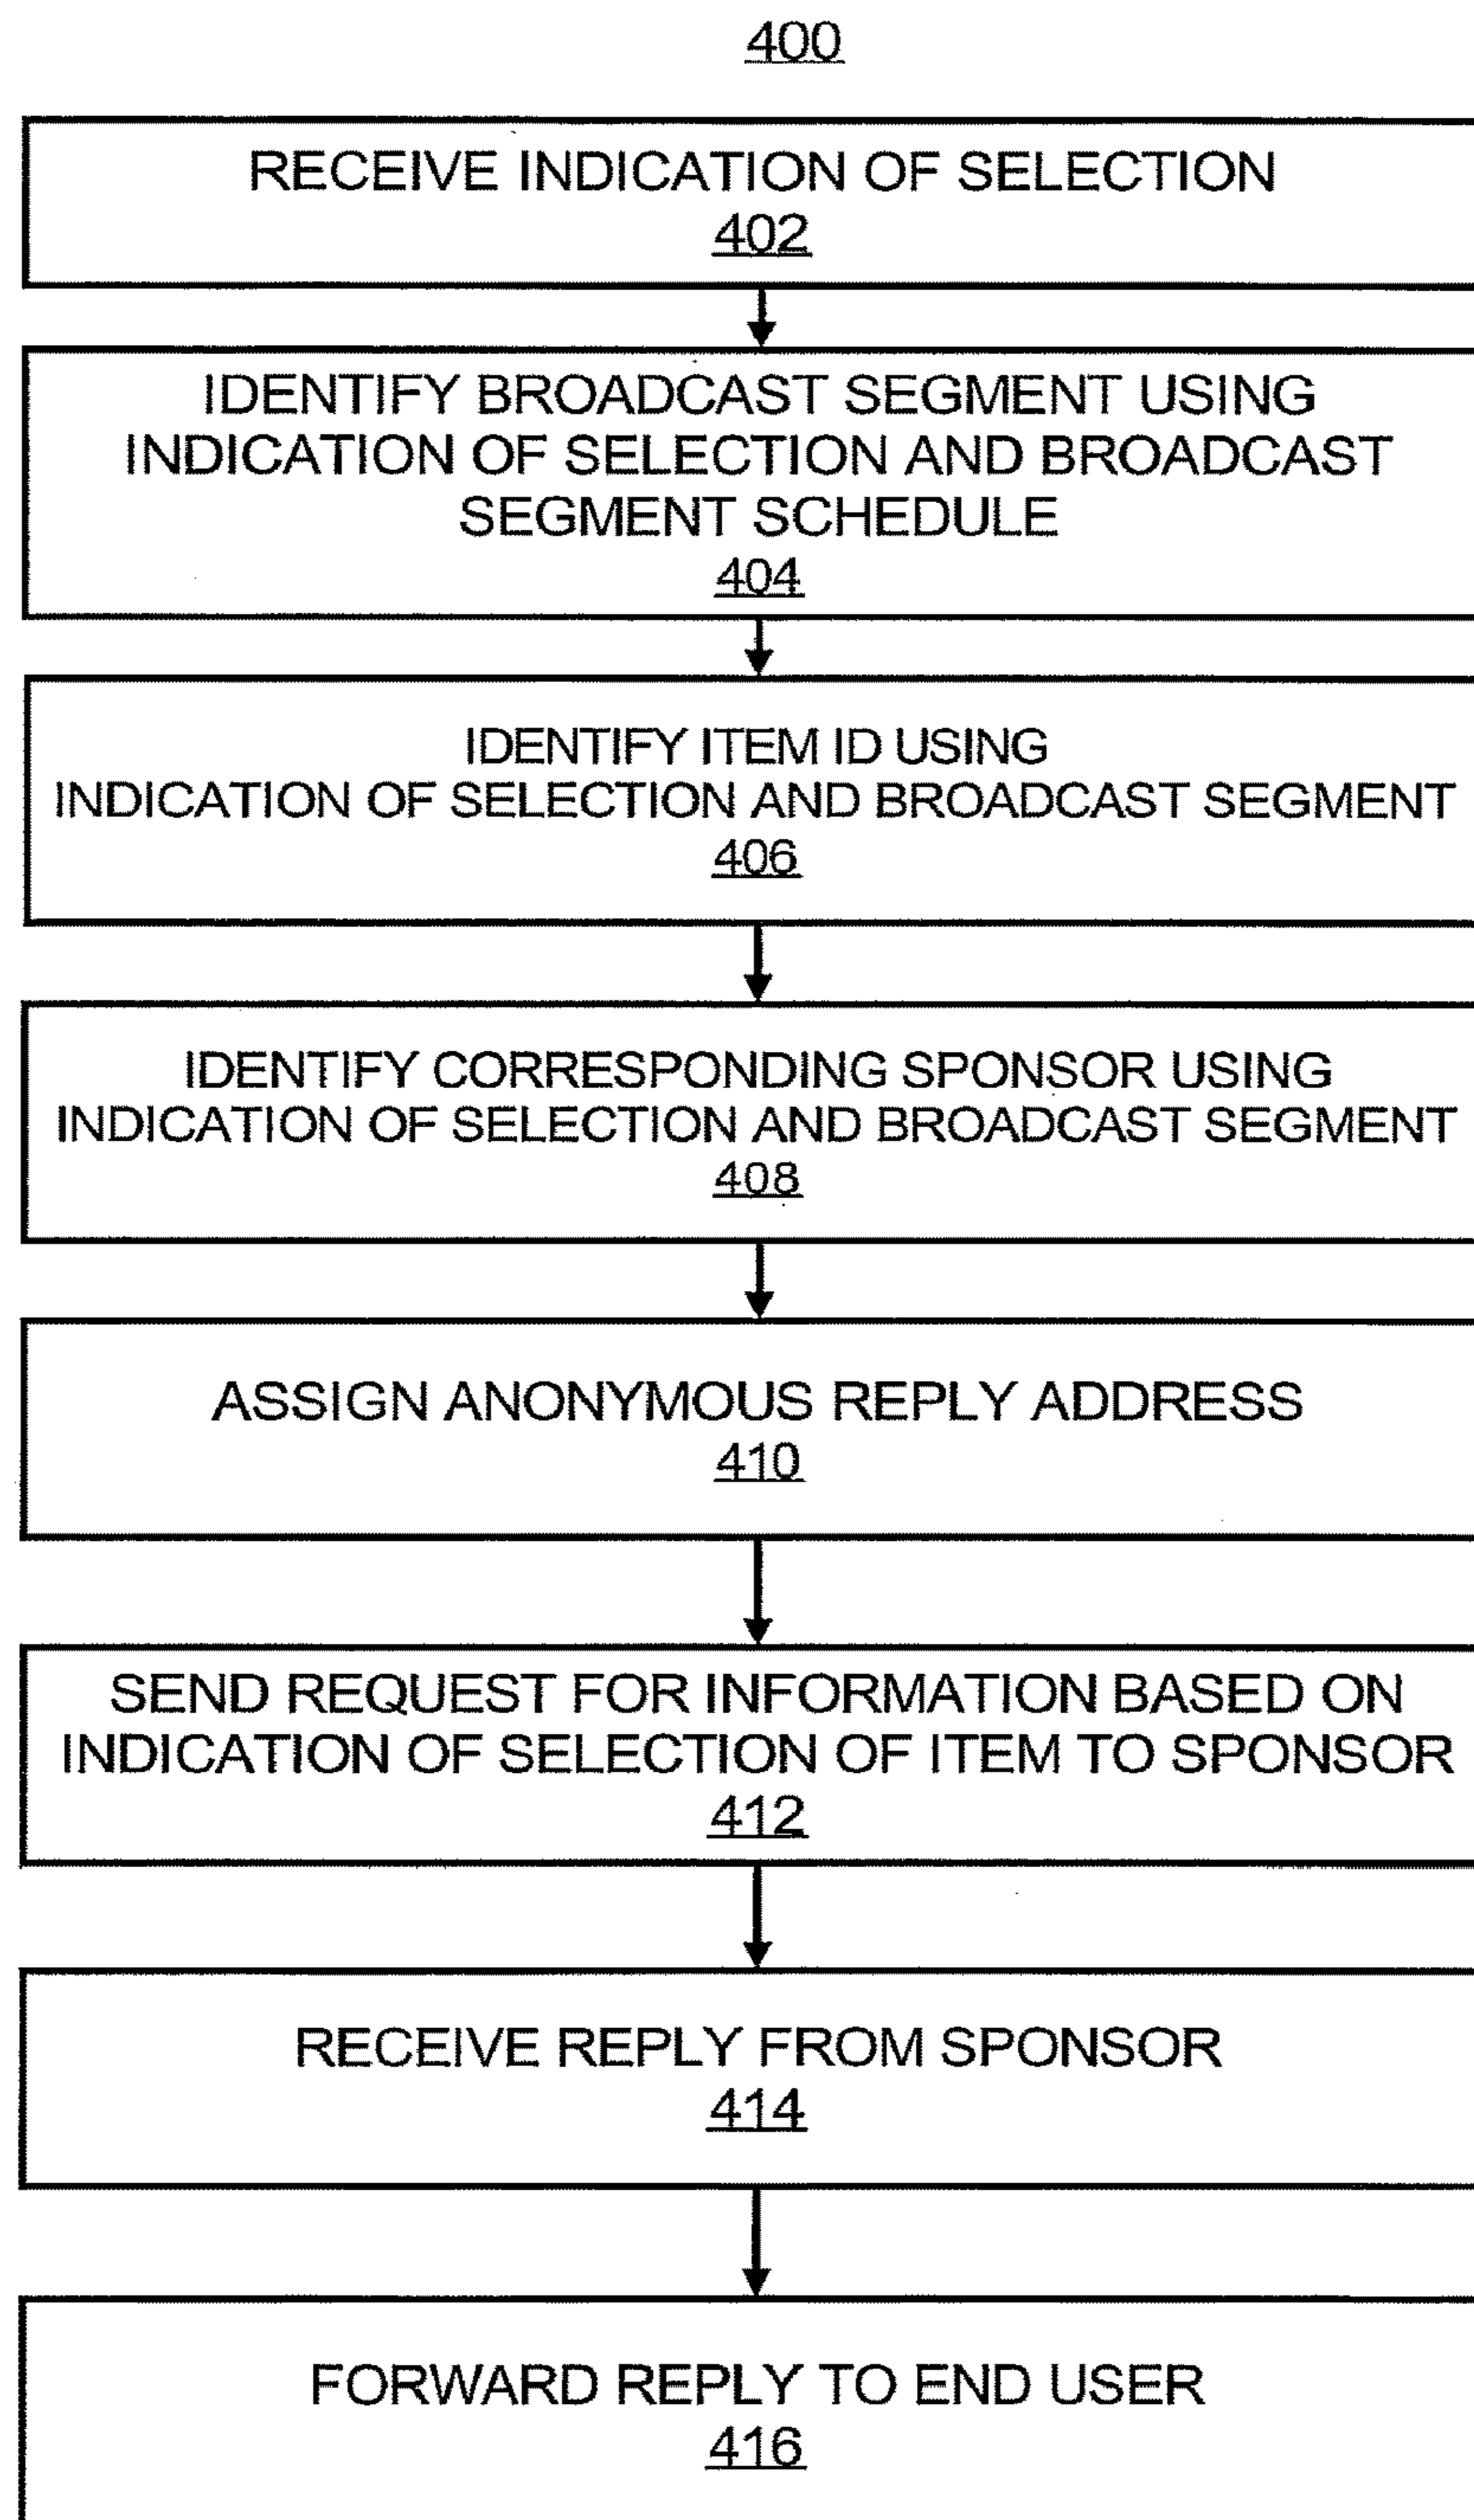 400
RECEIVE INDICATION OF SELECTION
402
IDENTIFY BROADCAST SEGMENT USING
INDICATION OF SELECTION AND BROADCAST
SEGMENT SCHEDULE
404
IDENTIFY ITEM ID USING
INDICATION OF SELECTION AND BROADCAST SEGMENT
406
IDENTIFY CORRESPONDING SPONSOR USING
INDICATION OF SELECTION AND BROADCAST SEGMENT
408
ASSIGN ANONYMOUS REPLY ADDRESS
410
SEND REQUEST FOR INFORMATION BASED ON
INDICATION OF SELECTION OF ITEM TO SPONSOR
412
RECEIVE REPLY FROM SPONSOR
414
FORWARD REPLY TO END USER
416